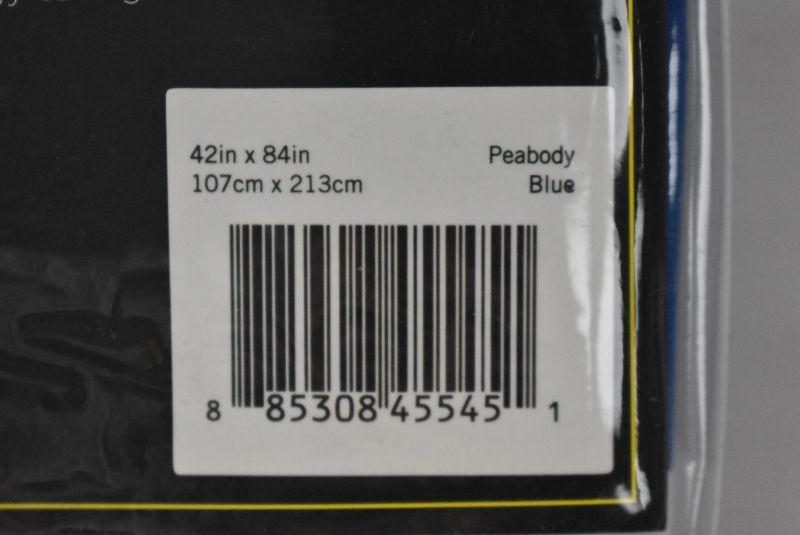 42in x 84in
107cm x 213cm
Peabody
Blue
8 85308 45545 1